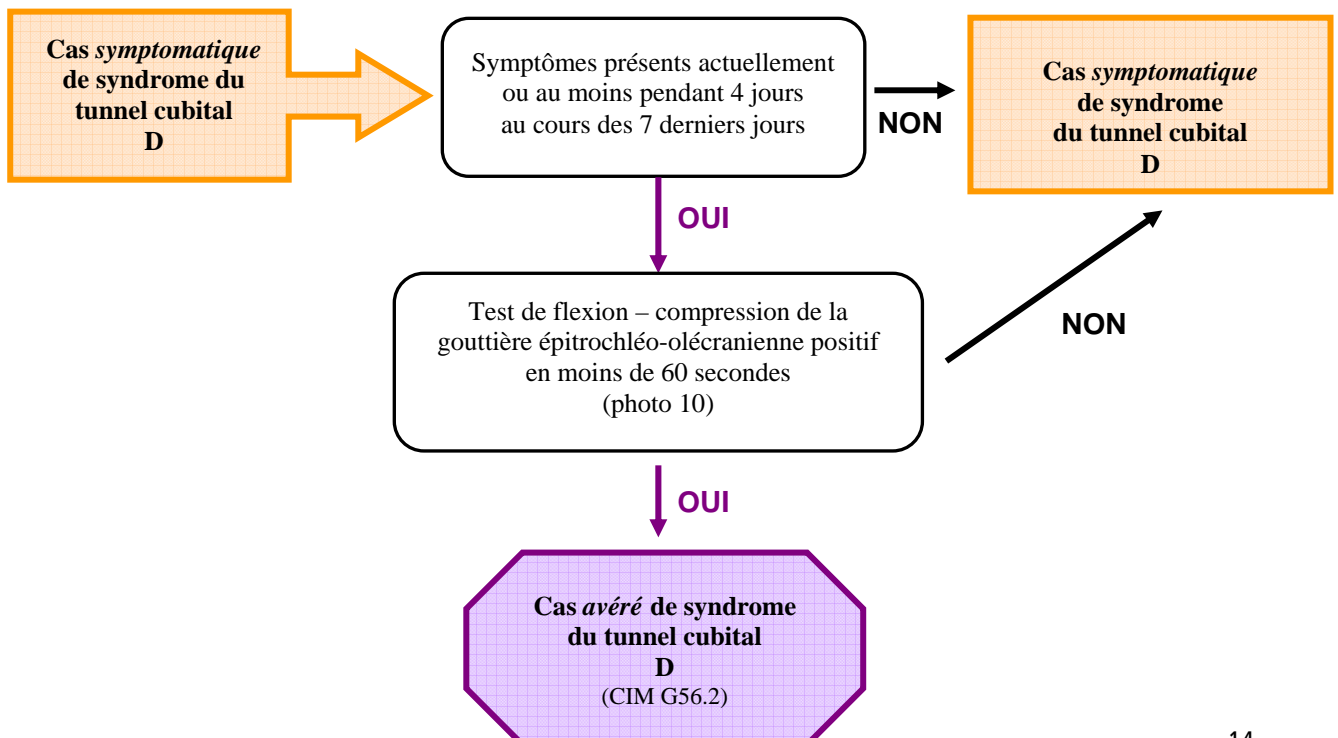 Cas symptomatique
de syndrome du
tunnel cubital
D
Symptômes présents actuellement
ou au moins pendant 4 jours
au cours des 7 derniers jours
NON
Cas symptomatique
de syndrome
du tunnel cubital
D
OUI
Test de flexion – compression de la
gouttière épitrochléo-olécranienne positif
en moins de 60 secondes
(photo 10)
NON
OUI
Cas avéré de syndrome
du tunnel cubital
D
(CIM G56.2)
14